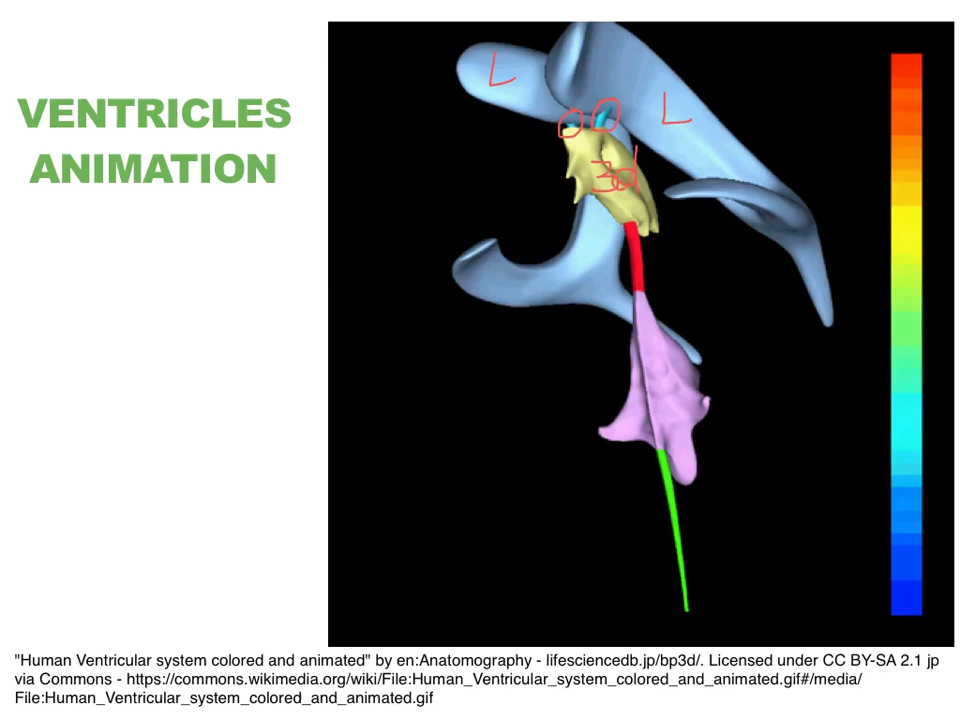 VENTRICLES
ANIMATION
L
L
3rd
"Human Ventricular system colored and animated" by en:Anatomography - lifesciencedb.jp/bp3d/. Licensed under CC BY-SA 2.1 jp
via Commons - https://commons.wikimedia.org/wiki/File:Human_Ventricular_system_colored_and_animated.gif#/media/
File:Human_Ventricular_system_colored_and_animated.gif